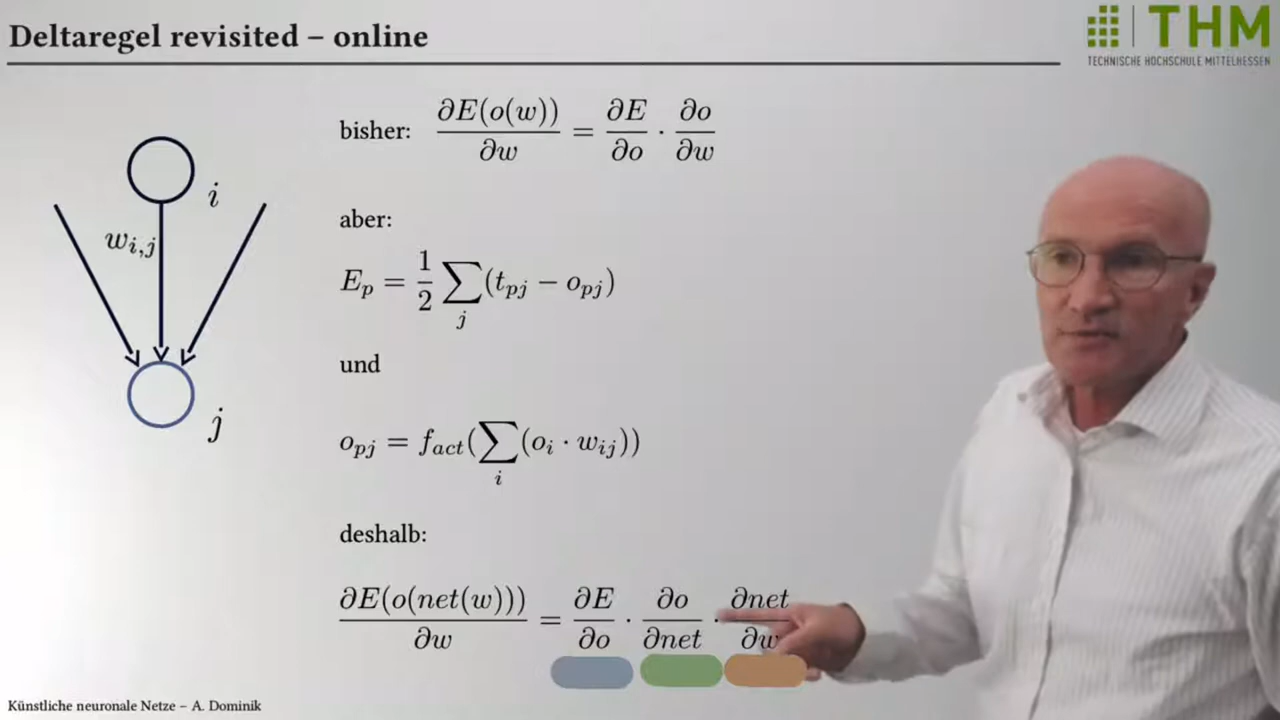 Deltaregel revisited – online
THM
TECHNISCHE HOCHSCHULE MITTELHESSEN
bisher: ∂E(o(w))/∂w = ∂E/∂o · ∂o/∂w
i
w_{i,j}
aber:
E_p = 1/2 ∑_j (t_{pj} − o_{pj})
und
j
o_{pj} = f_{act}(∑_i (o_i · w_{ij}))
deshalb:
∂E(o(net(w)))/∂w = ∂E/∂o · ∂o/∂net · ∂net/∂w
Künstliche neuronale Netze – A. Dominik